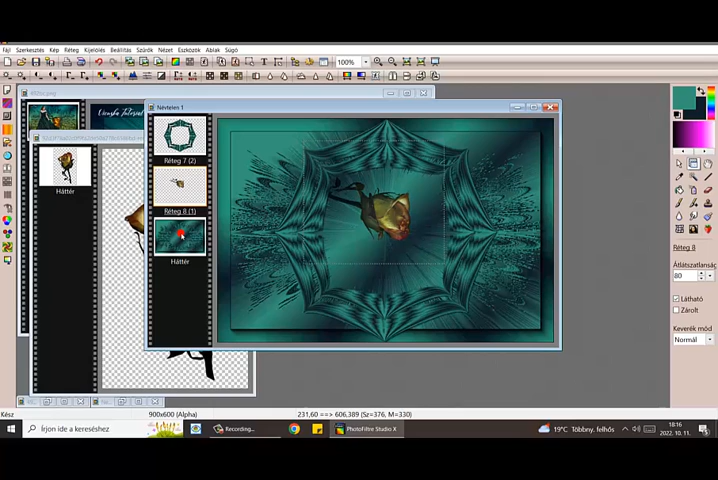 Fájl Szerkesztés Kép Réteg Kijelölés Beállítás Szűrők Nézet Eszközök Ablak Súgó
100%
Névtelen 1
Réteg 7 (2)
Réteg 8 (1)
Háttér
Háttér
Réteg 8
Átlátszatlanság
80
Látható
Zárolt
Keverék mód
Normál
Kész
900x600 (Alpha)
231,60 ==> 606,389 (Sz=376, M=330)
Írjon ide a kereséshez
Recording...
PhotoFiltre Studio X
19°C Többny. felhős
18:16
2022. 10. 11.